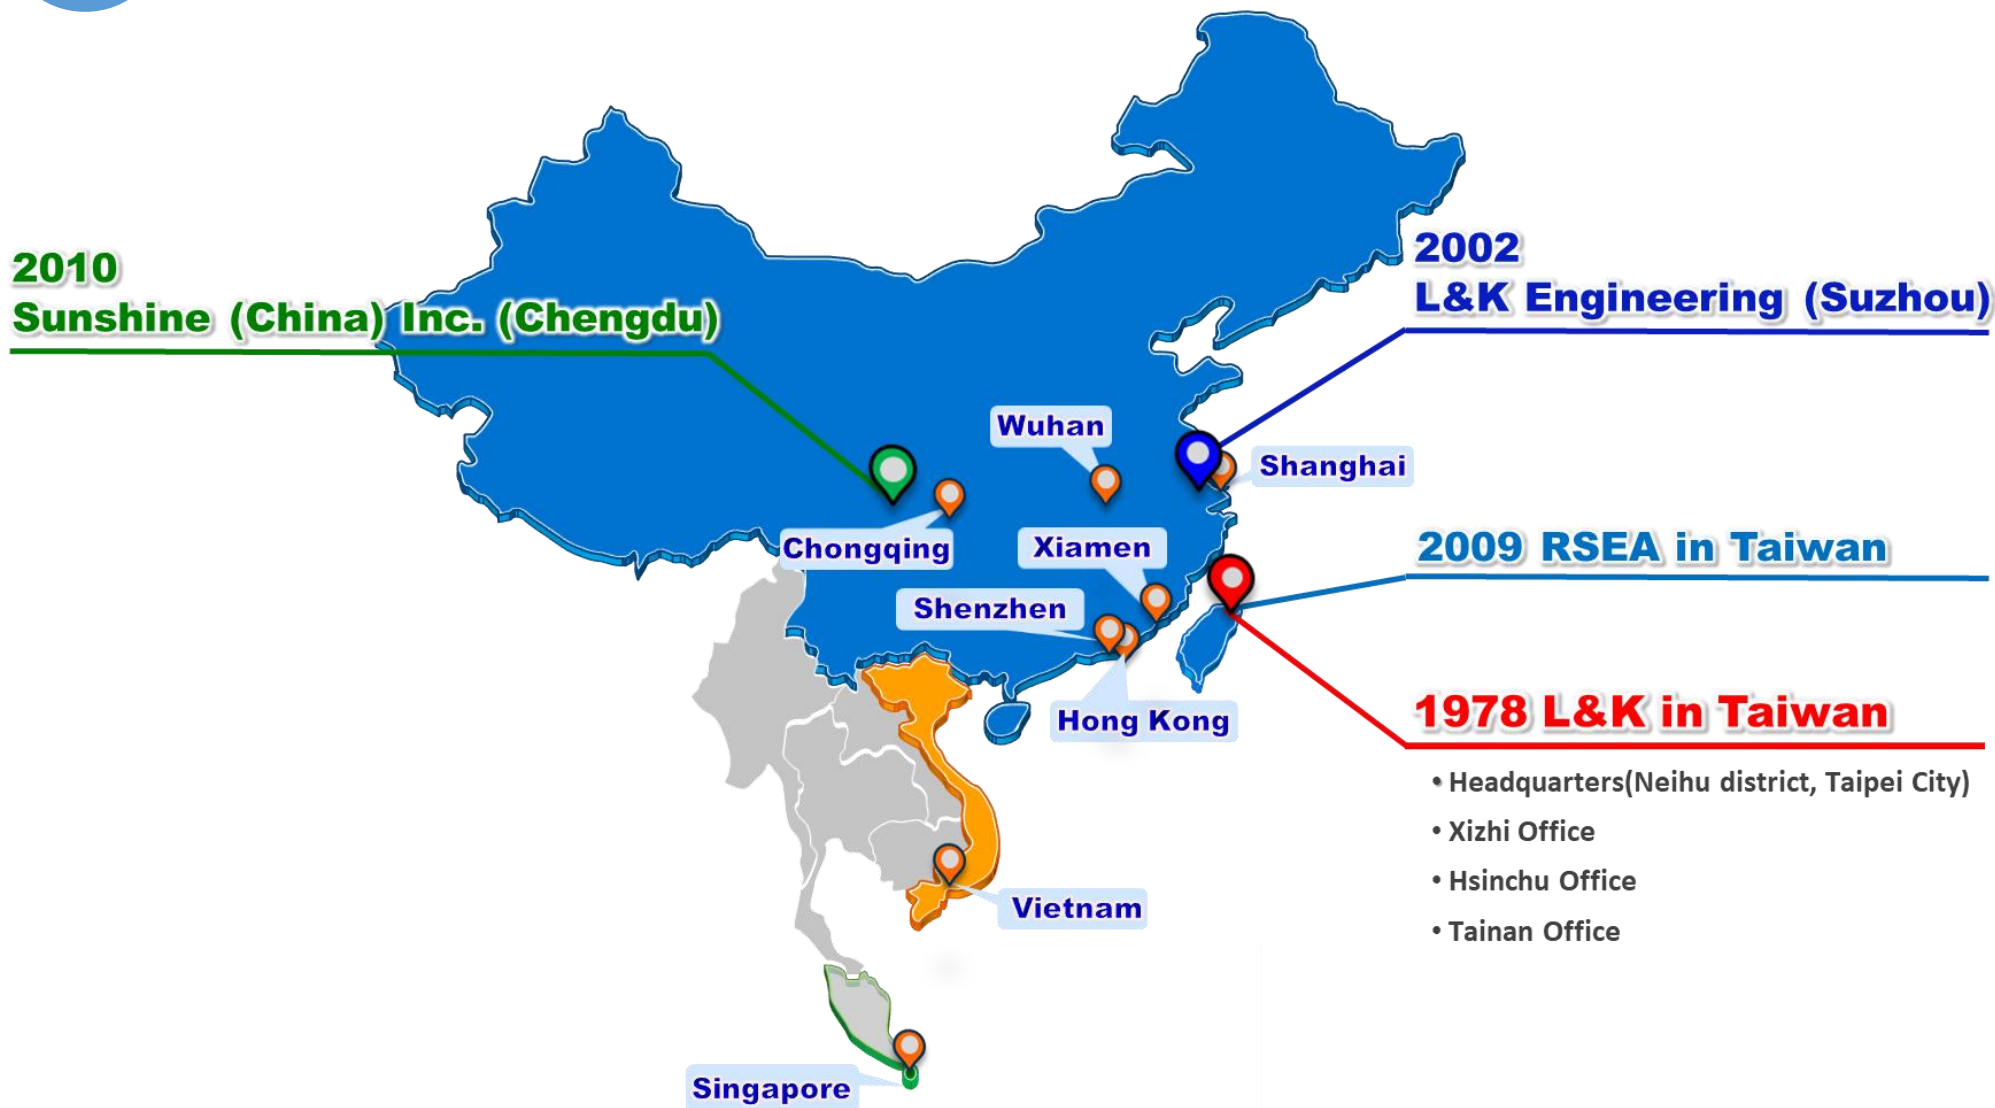 2010
Sunshine (China) Inc. (Chengdu)
2002
L&K Engineering (Suzhou)
Wuhan
Shanghai
Chongqing
Xiamen
2009 RSEA in Taiwan
Shenzhen
Hong Kong
1978 L&K in Taiwan
• Headquarters(Neihu district, Taipei City)
• Xizhi Office
• Hsinchu Office
• Tainan Office
Vietnam
Singapore